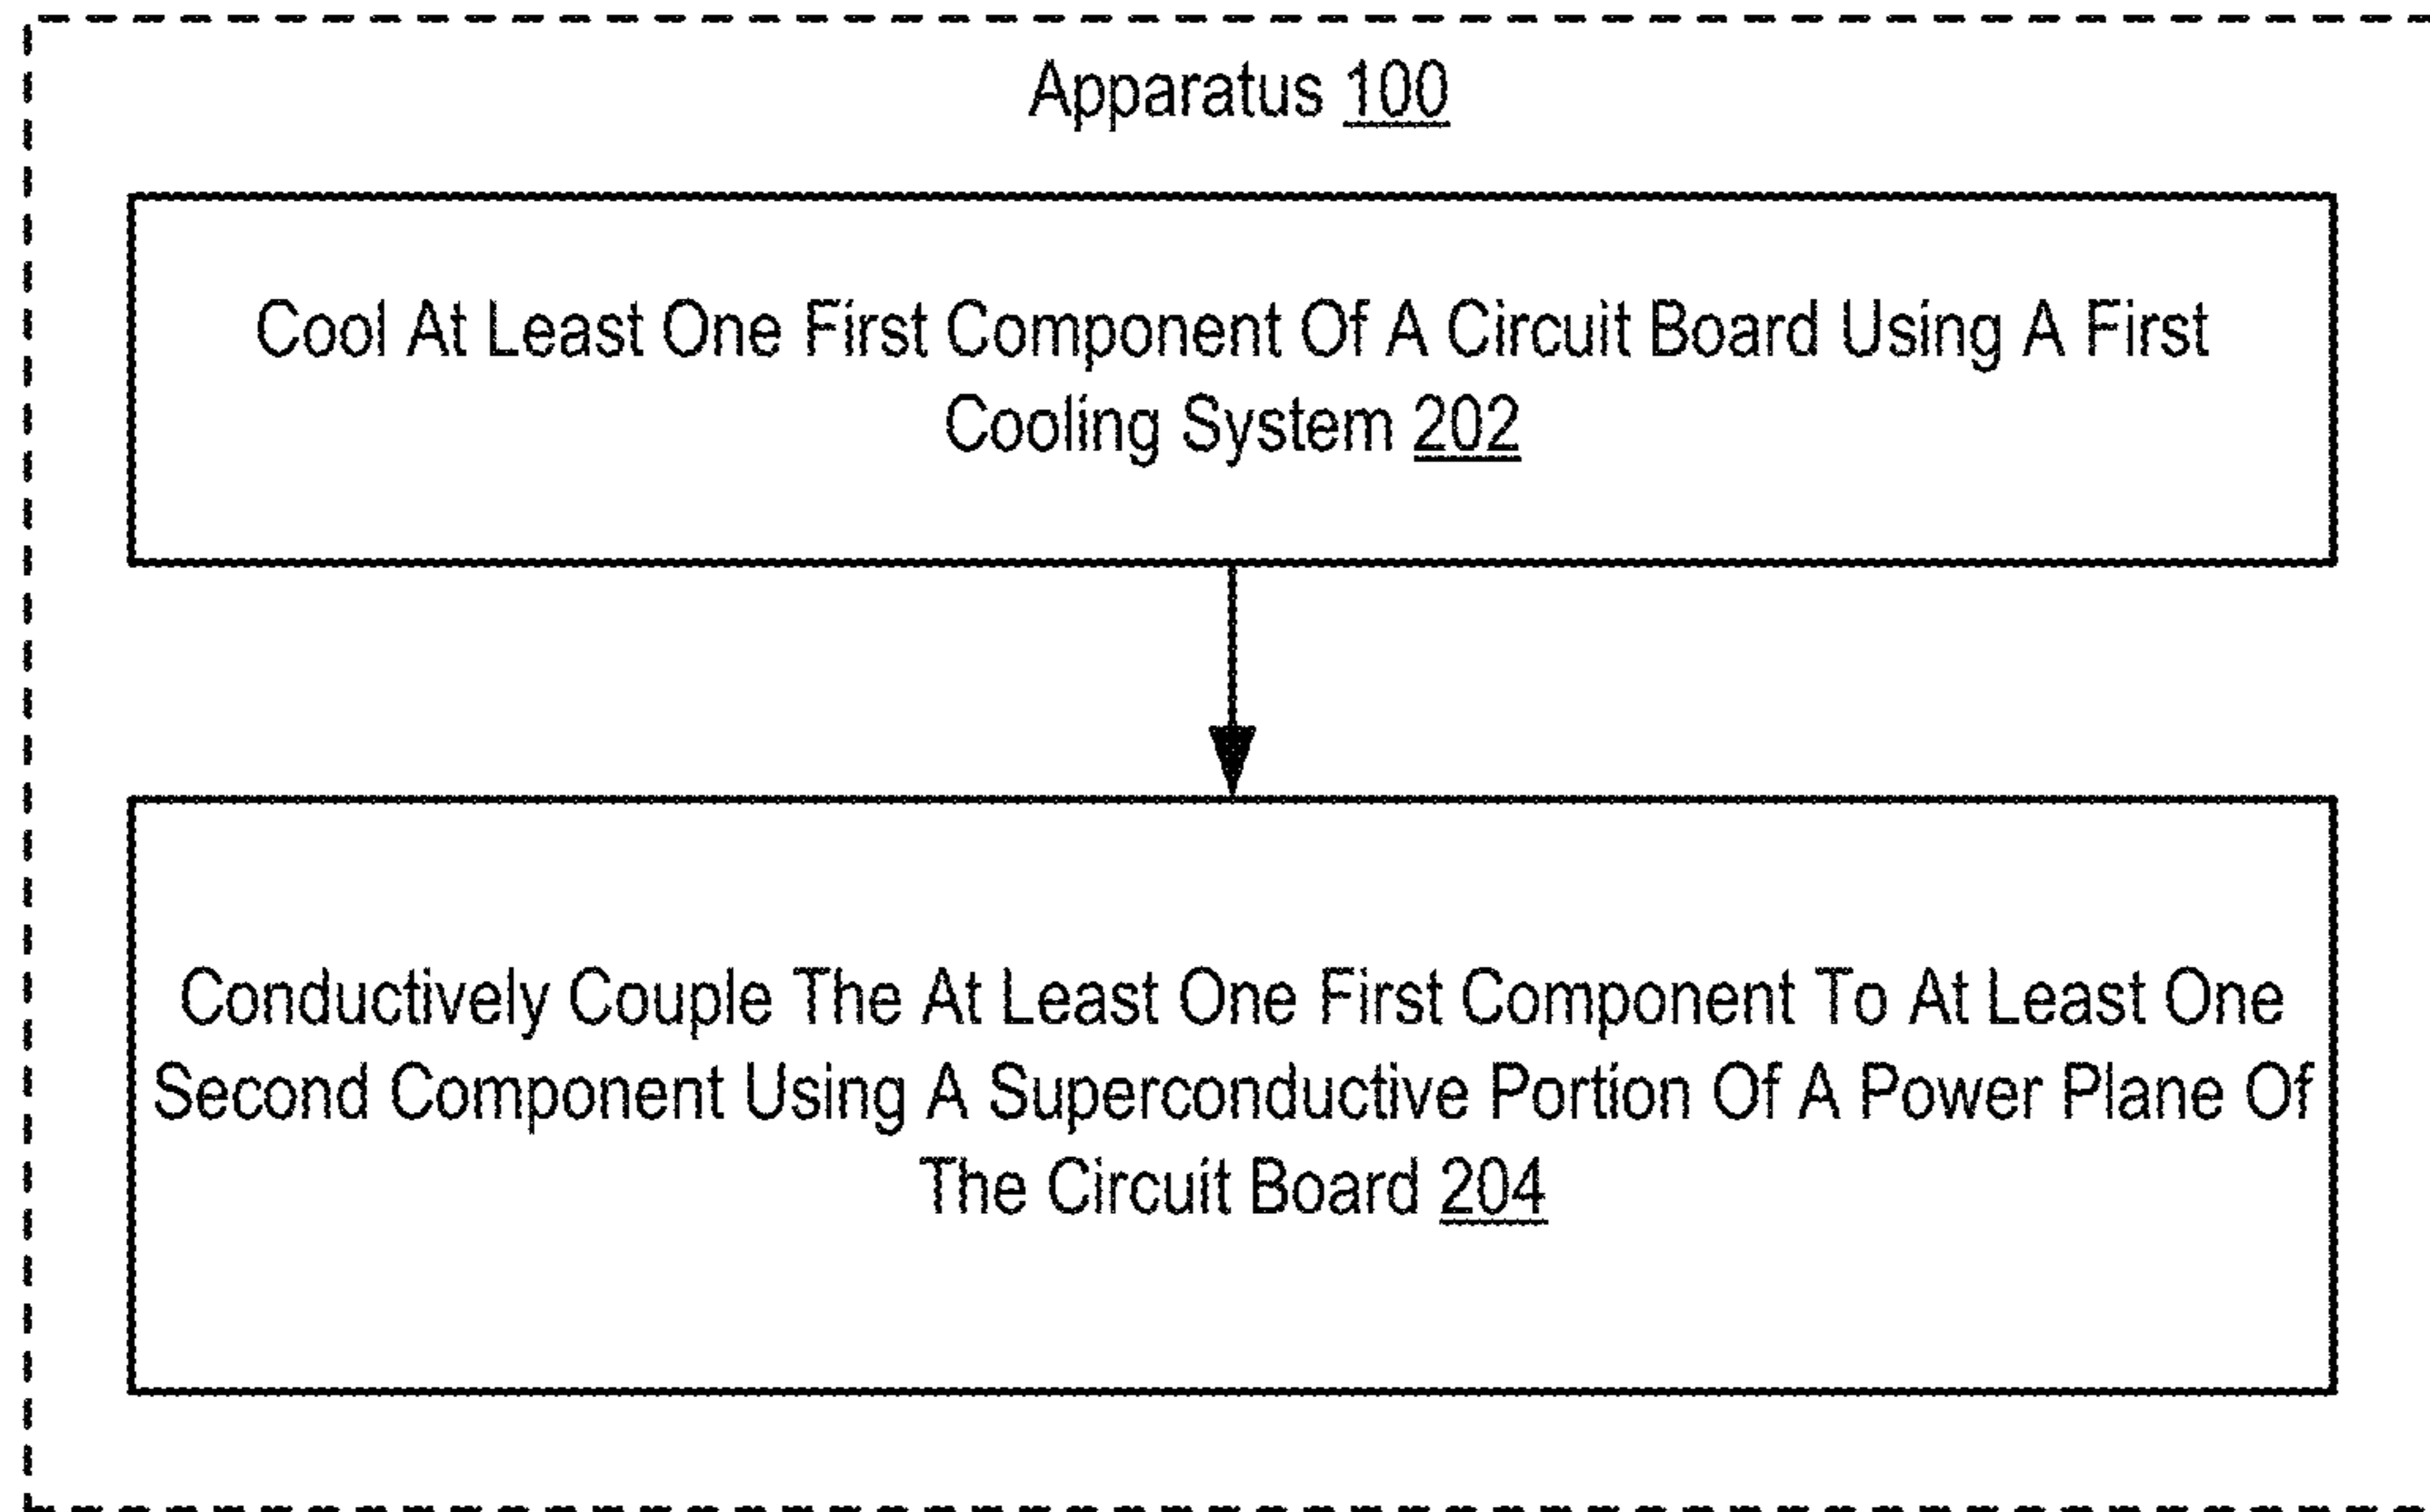 Apparatus 100
Cool At Least One First Component Of A Circuit Board Using A First
Cooling System 202
Conductively Couple The At Least One First Component To At Least One
Second Component Using A Superconductive Portion Of A Power Plane Of
The Circuit Board 204